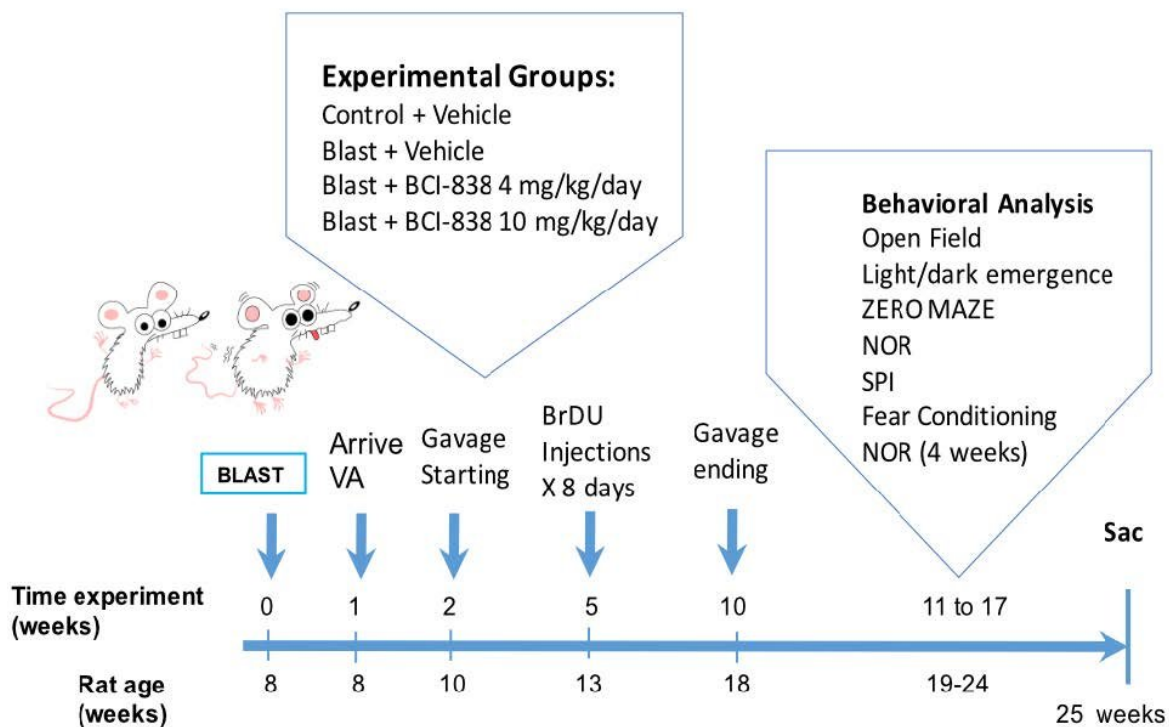 Experimental Groups:
Control + Vehicle
Blast + Vehicle
Blast + BCI-838 4 mg/kg/day
Blast + BCI-838 10 mg/kg/day
Behavioral Analysis
Open Field
Light/dark emergence
ZERO MAZE
NOR
SPI
Fear Conditioning
NOR (4 weeks)
BLAST
Arrive
VA
Gavage
Starting
BrDU
Injections
X 8 days
Gavage
ending
Sac
Time experiment
(weeks)
0 1 2 5 10 11 to 17
Rat age
(weeks)
8 8 10 13 18 19-24
25 weeks